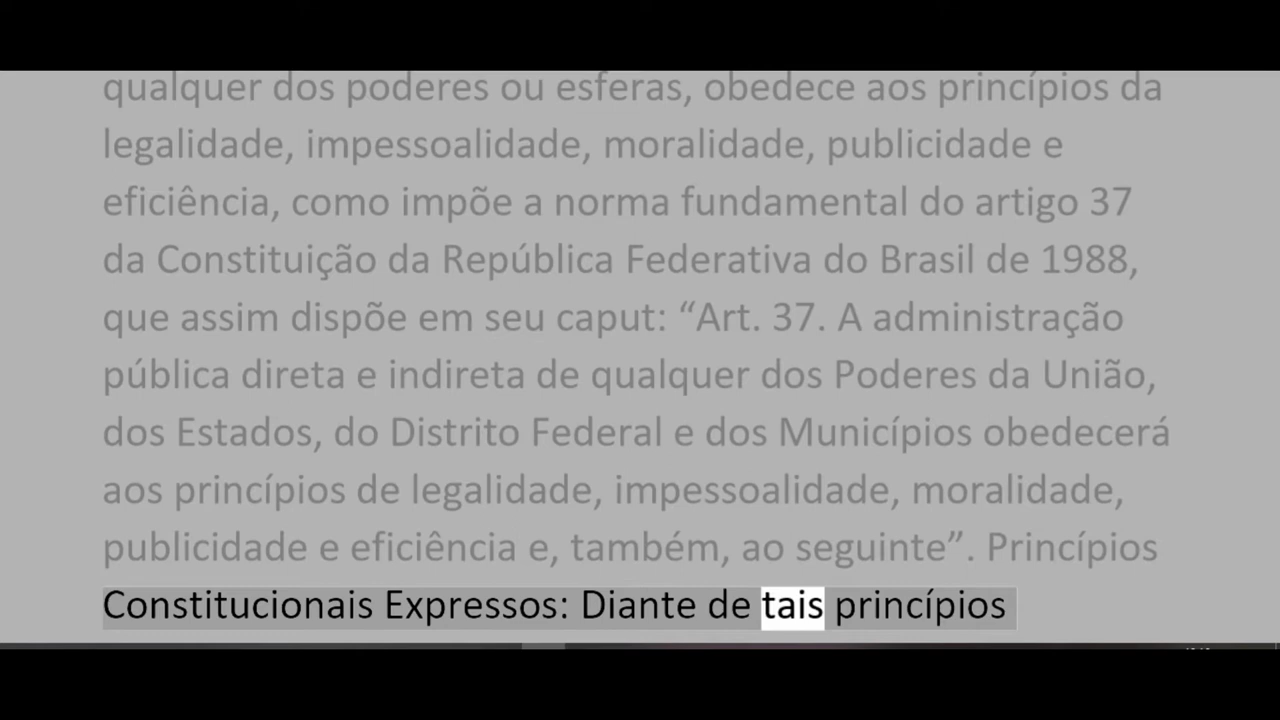 qualquer dos poderes ou esferas, obedece aos princípios da
legalidade, impessoalidade, moralidade, publicidade e
eficiência, como impõe a norma fundamental do artigo 37
da Constituição da República Federativa do Brasil de 1988,
que assim dispõe em seu caput: “Art. 37. A administração
pública direta e indireta de qualquer dos Poderes da União,
dos Estados, do Distrito Federal e dos Municípios obedecerá
aos princípios de legalidade, impessoalidade, moralidade,
publicidade e eficiência e, também, ao seguinte”. Princípios
Constitucionais Expressos: Diante de tais princípios